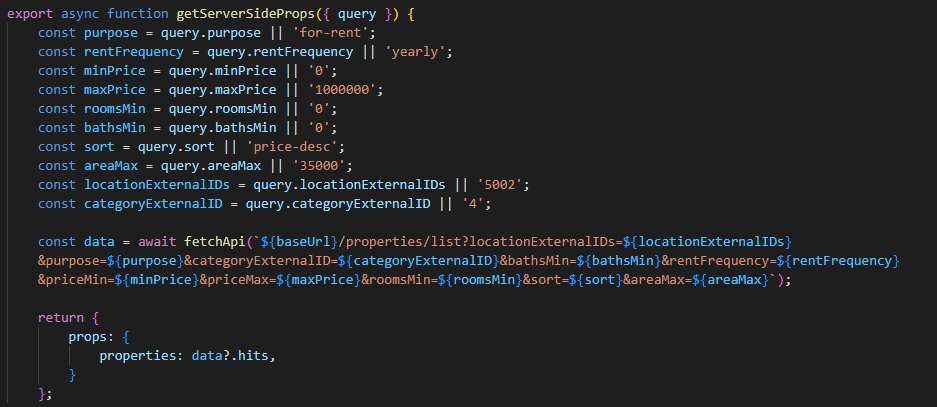 export async function getServerSideProps({ query }) {
    const purpose = query.purpose || 'for-rent';
    const rentFrequency = query.rentFrequency || 'yearly';
    const minPrice = query.minPrice || '0';
    const maxPrice = query.maxPrice || '1000000';
    const roomsMin = query.roomsMin || '0';
    const bathsMin = query.bathsMin || '0';
    const sort = query.sort || 'price-desc';
    const areaMax = query.areaMax || '35000';
    const locationExternalIDs = query.locationExternalIDs || '5002';
    const categoryExternalID = query.categoryExternalID || '4';

    const data = await fetchApi(`${baseUrl}/properties/list?locationExternalIDs=${locationExternalIDs}
    &purpose=${purpose}&categoryExternalID=${categoryExternalID}&bathsMin=${bathsMin}&rentFrequency=${rentFrequency}
    &priceMin=${minPrice}&priceMax=${maxPrice}&roomsMin=${roomsMin}&sort=${sort}&areaMax=${areaMax}`);

    return {
        props: {
            properties: data?.hits,
        }
    };